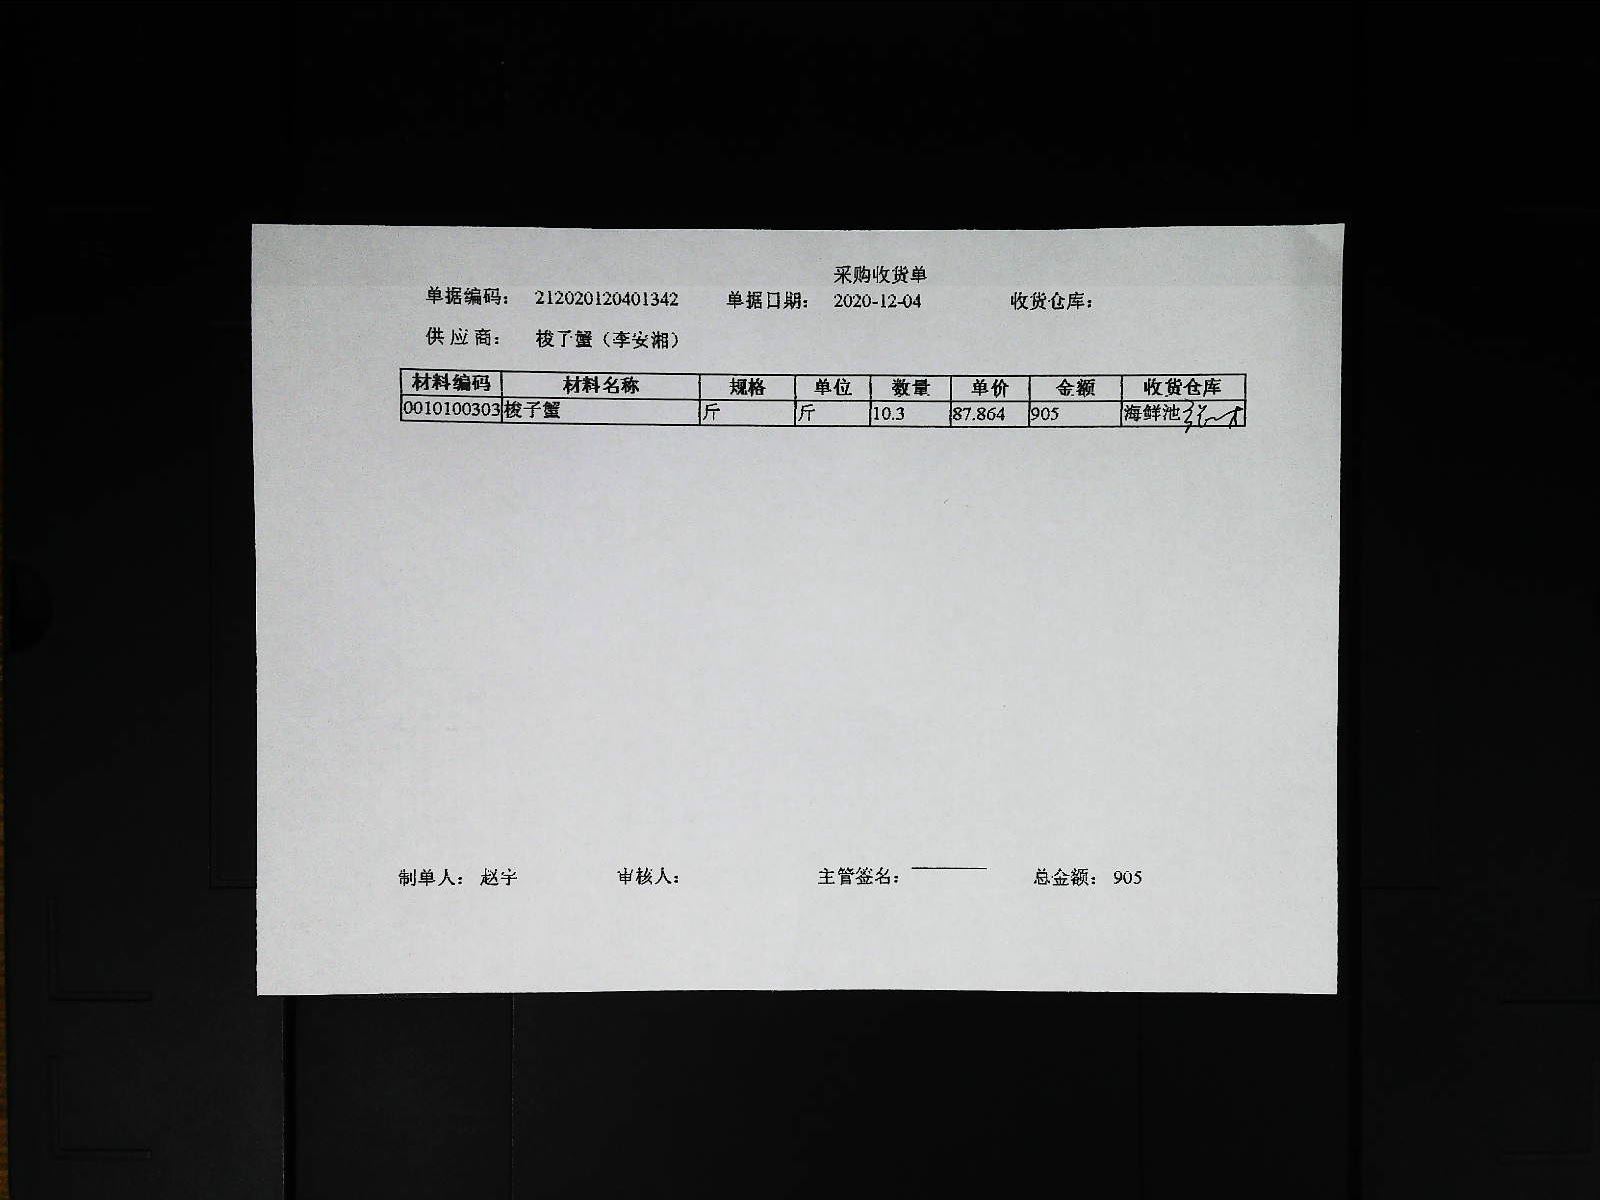 采购收货单
单据编码： 212020120401342 单据日期： 2020-12-04 收货仓库：
供应商： 梭子蟹（李安湘）
材料编码 材料名称 规格 单位 数量 单价 金额 收货仓库
0010100303 梭子蟹 斤 斤 10.3 87.864 905 海鲜池
制单人： 赵宇 审核人： 主管签名： 总金额： 905